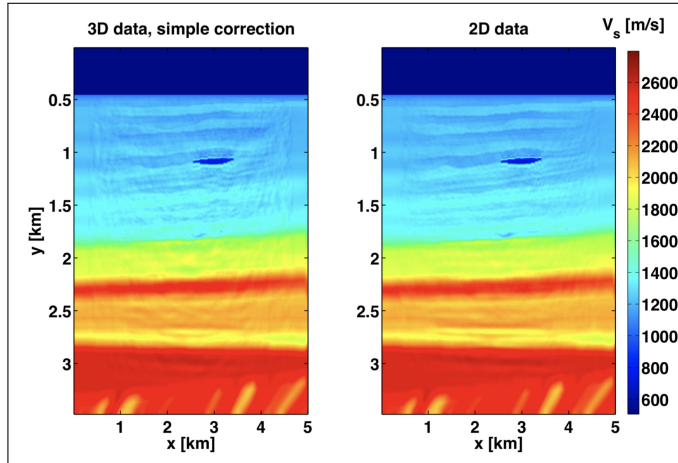 3D data, simple correction
2D data
V_s [m/s]
0.5
1
1.5
2
2.5
3
y [km]
1 2 3 4 5
x [km]
0.5
1
1.5
2
2.5
3
1 2 3 4 5
x [km]
2600
2400
2200
2000
1800
1600
1400
1200
1000
800
600